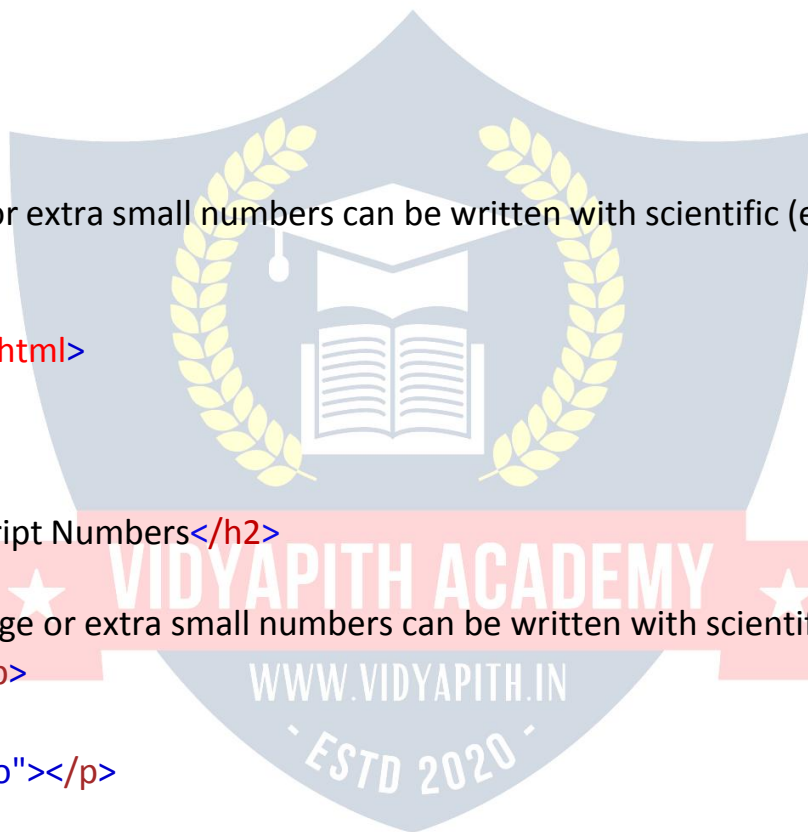 or extra small numbers can be written with scientific (e
html>
ript Numbers</h2>
VIDYAPITH ACADEMY
ge or extra small numbers can be written with scientif
p>
WWW.VIDYAPITH.IN
o"></p>
- ESTD 2020 -